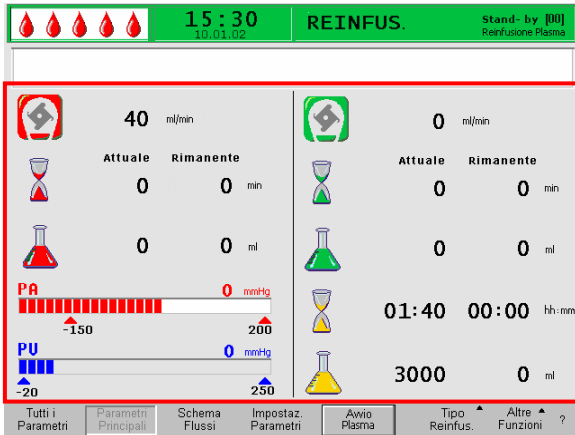 15:30
10.01.02
REINFUS.
Stand- by [00]
Reinfusione Plasma
40 ml/min
Attuale Rimanente
0 0 min
0 0 ml
PA 0 mmHg
-150 200
PV 0 mmHg
-20 250
0 ml/min
Attuale Rimanente
0 0 min
0 0 ml
01:40 00:00 hh:mm
3000 0 ml
Tutti i Parametri
Parametri Principali
Schema Flussi
Impostaz. Parametri
Avvio Plasma
Tipo Reinfus.
Altre Funzioni
?